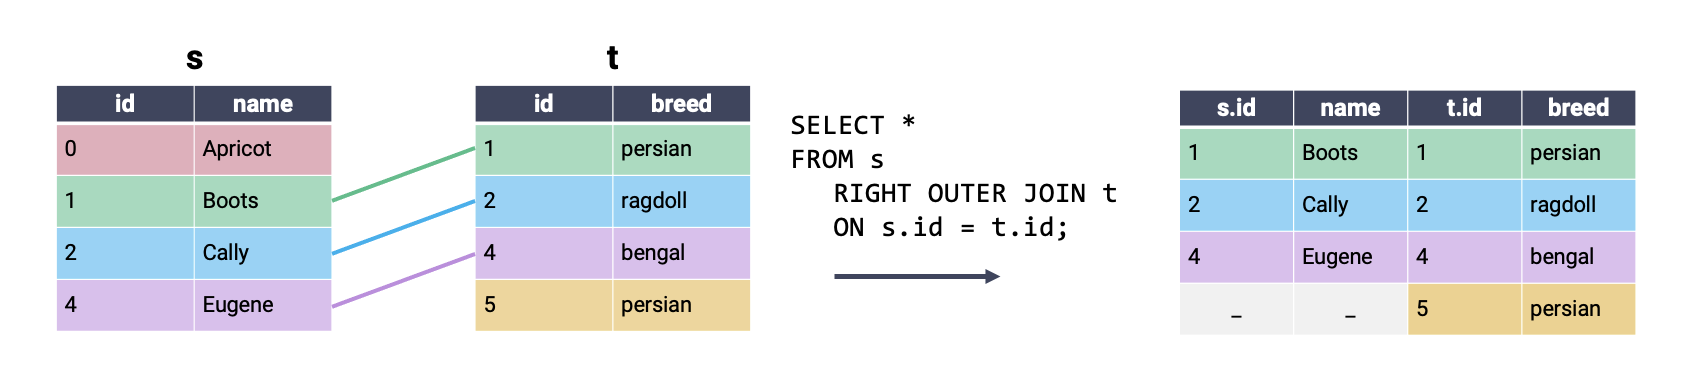 s
id name
0 Apricot
1 Boots
2 Cally
4 Eugene
t
id breed
1 persian
2 ragdoll
4 bengal
5 persian
SELECT *
FROM s
RIGHT OUTER JOIN t
ON s.id = t.id;
s.id name t.id breed
1 Boots 1 persian
2 Cally 2 ragdoll
4 Eugene 4 bengal
_ _ 5 persian